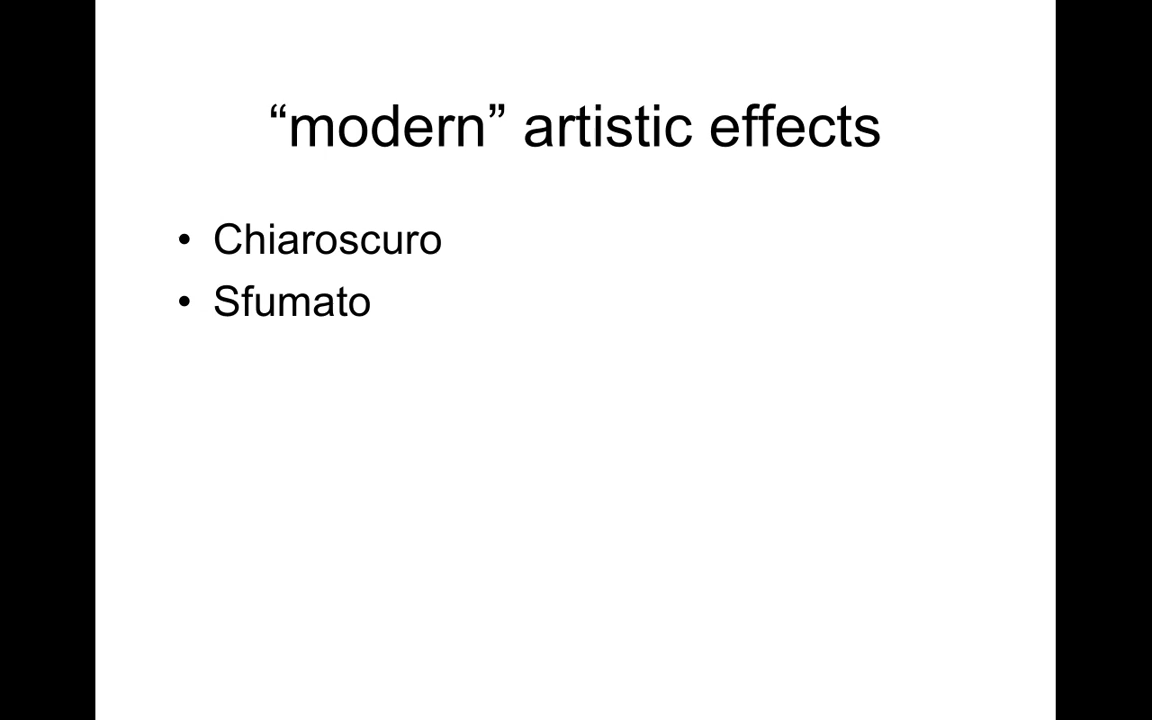 “modern” artistic effects
• Chiaroscuro
• Sfumato